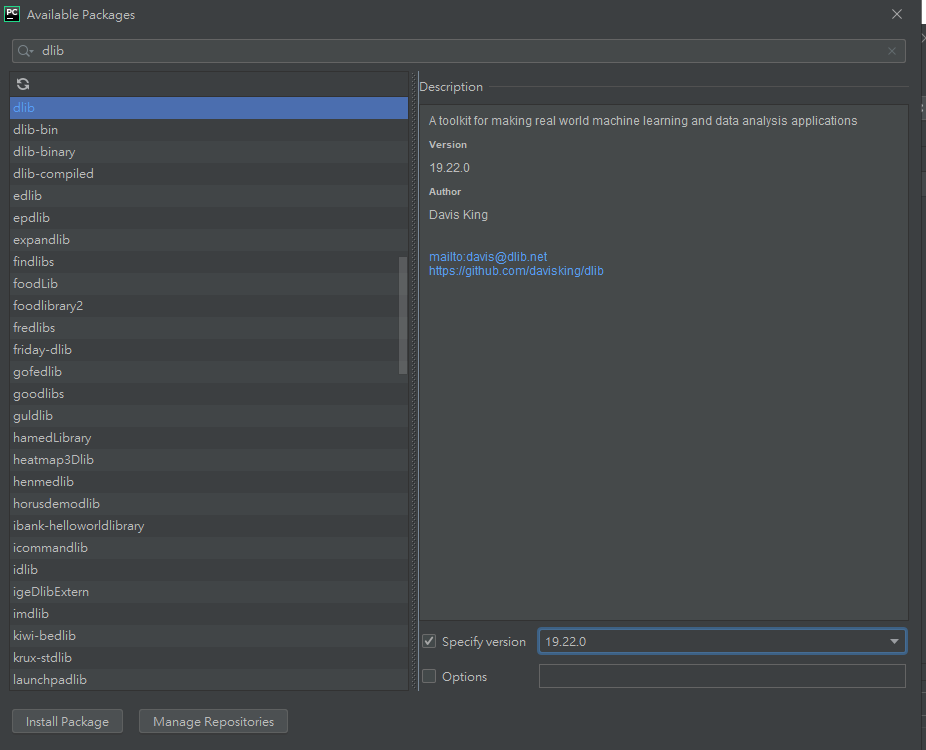 PC Available Packages
dlib
Description
dlib
dlib-bin
dlib-binary
dlib-compiled
edlib
epdlib
expandlib
findlibs
foodLib
foodlibrary2
fredlibs
friday-dlib
gofedlib
goodlibs
guldlib
hamedLibrary
heatmap3Dlib
henmedlib
horusdemodlib
ibank-helloworldlibrary
icommandlib
idlib
igeDlibExtern
imdlib
kiwi-bedlib
krux-stdlib
launchpadlib
A toolkit for making real world machine learning and data analysis applications
Version
19.22.0
Author
Davis King
mailto:davis@dlib.net
https://github.com/davisking/dlib
Specify version 19.22.0
Options
Install Package Manage Repositories